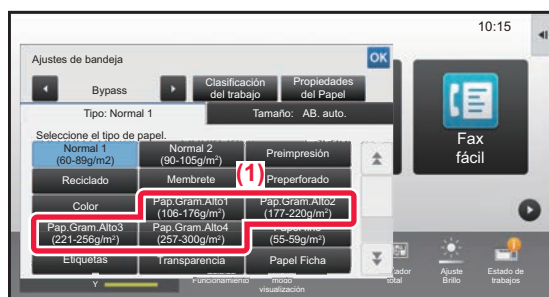 10:15
Ajustes de bandeja
OK
Bypass
Clasificación
del trabajo
Propiedades
del Papel
Tipo: Normal 1
Tamaño: AB. auto.
Seleccione el tipo de papel.
Normal 1
(60-89g/m2)
Normal 2
(90-105g/m²)
Preimpresión
Reciclado
Membrete
(1)
Preperforado
Color
Pap.Gram.Alto1
(106-176g/m²)
Pap.Gram.Alto2
(177-220g/m²)
Pap.Gram.Alto3
(221-256g/m²)
Pap.Gram.Alto4
(257-300g/m²)
(55-59g/m²)
Etiquetas
Transparencia
Papel Ficha
Fax
fácil
Y
Funcionamiento
modo
visualización
total
Ajuste
Brillo
Estado de
trabajos